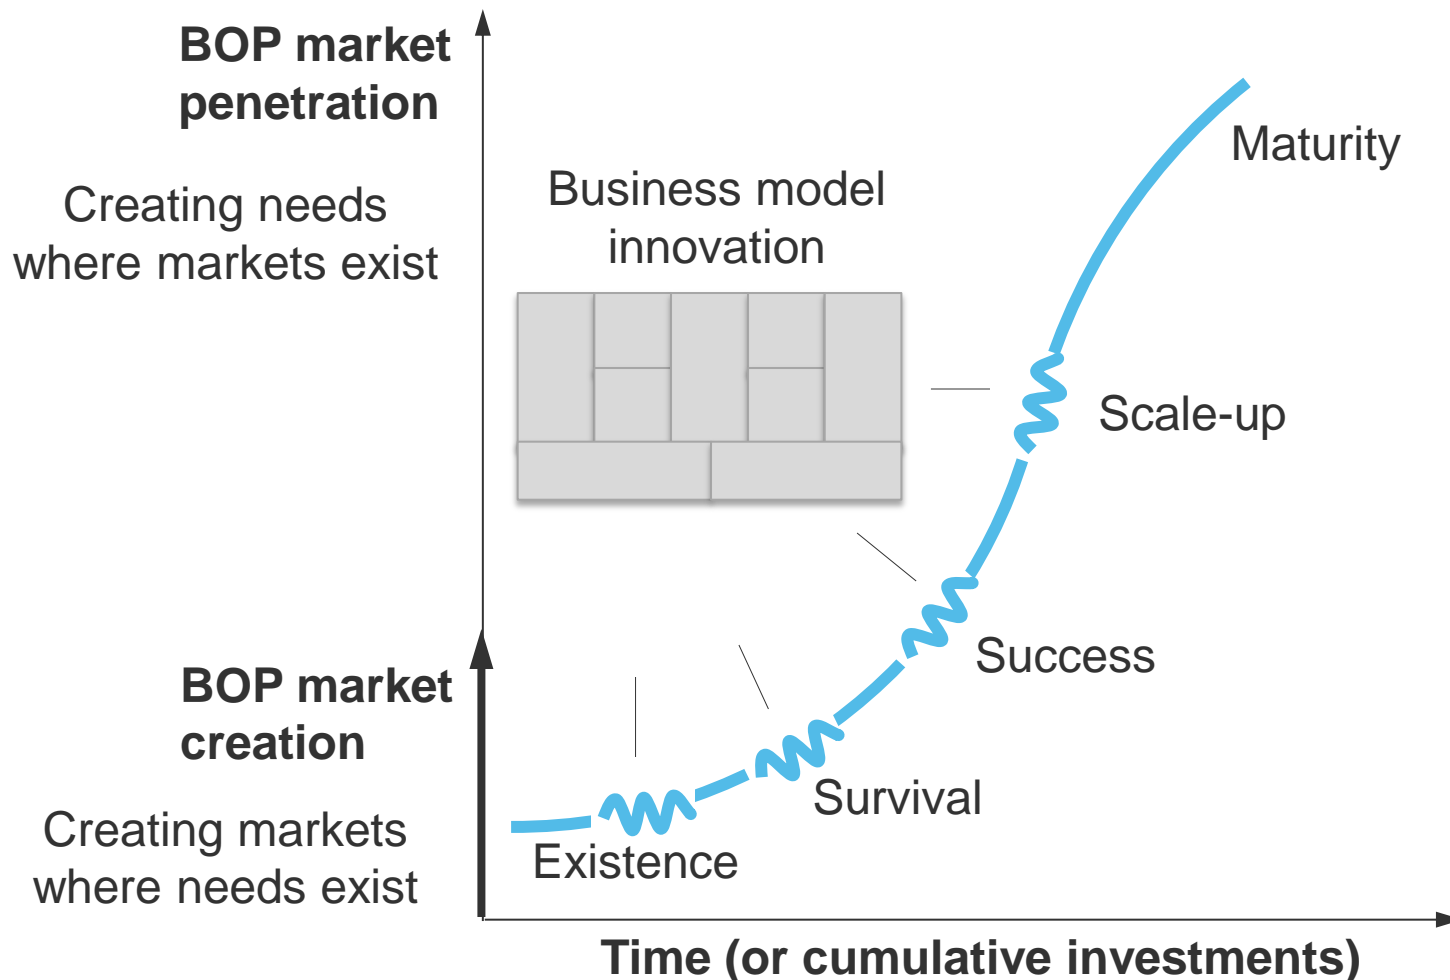 BOP market
penetration
Creating needs
where markets exist
Business model
innovation
Maturity
Scale-up
Success
BOP market
creation
Survival
Creating markets
where needs exist
Existence
Time (or cumulative investments)